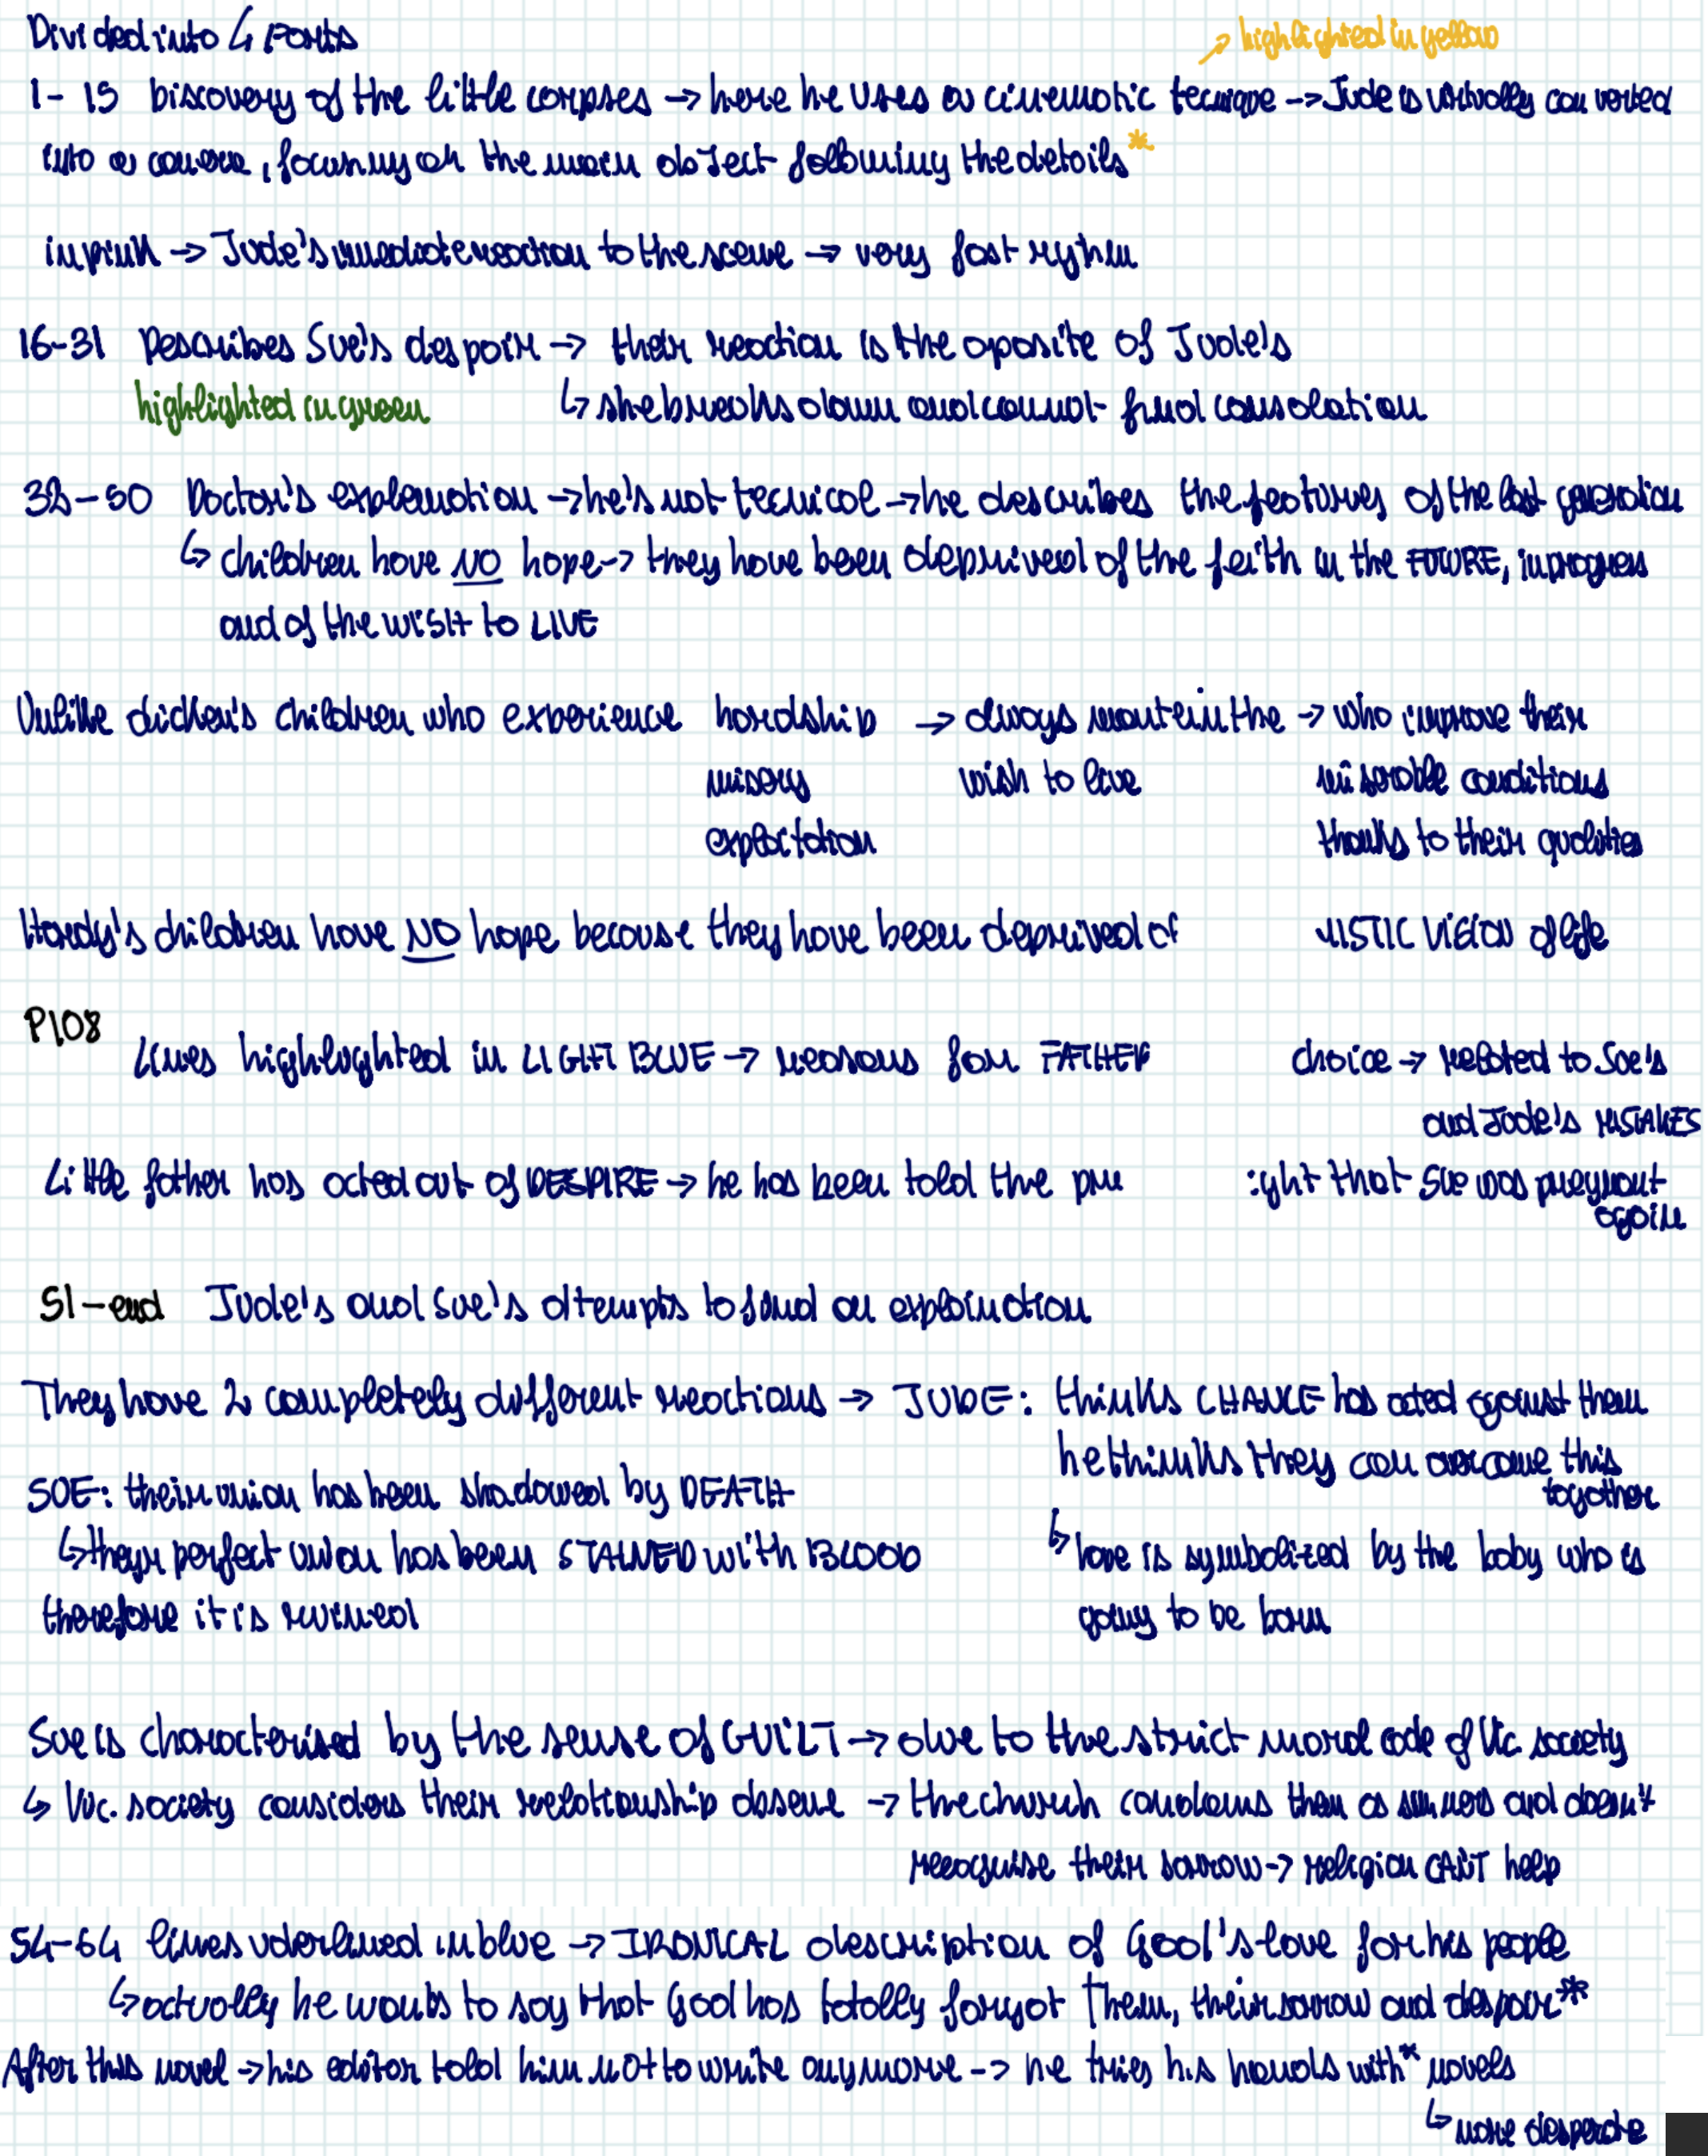 Divided into 4 parts
highlighted in yellow
1-15 Discovery of the little corpses → here he uses a cinematic tecnique → Jude is virtually converted
into a camera, focusing on the main object following the details*
in pink → Jude's imediate reaction to the scene → very fast rythm
16-31 Describes Sue's despair → their reaction is the oposite of Jude's
highlighted in green ↳ she breaks down and cannot find consolation
32-50 Doctor's explanation → he's not tecnical → he describes the features of the last generation
↳ children have NO hope → they have been deprived of the faith in the FUTURE, in progress
and of the WISH to LIVE
Unlike dicken's children who experience hardship → always mantein the → who improve their
misery wish to live miserable conditions
exploctation thanks to their qualities
Hardy's children have NO hope because they have been deprived of LISTIC VISION of life
P108
Lines highlughted in LIGHT BLUE → reasons for FATHER choice → related to Sue's
and Jude's MISTAKES
Little father has acted out of DESPIRE → he has been told the pre ight that Sue was pregnant
again
51-end Jude's and Sue's attempts to find an explaination
They have 2 completely different reactions → JUDE: thinks CHANCE has acted against them
he thinks they can overcome this
together
SUE: their union has been shadowed by DEATH
↳ theyr perfect union has been STAINED with BLOOD ↳ love is symbolized by the baby who is
therefore it is ruined going to be born
Sue is characterised by the sense of GUILT → due to the strict moral code of Vic. society
↳ Vic. society considers their relationship obsene → the church condems them as sinners and doesn't
recognise their sorrow → religion CAN'T help
54-64 lines uderlined in blue → IRONICAL description of God's love for his people
↳ actually he wants to say that God has totally forgot them, their sorrow and despair*
After this novel → his editor told him not to write anymore → he tries his hands with* novels
↳ more desperate